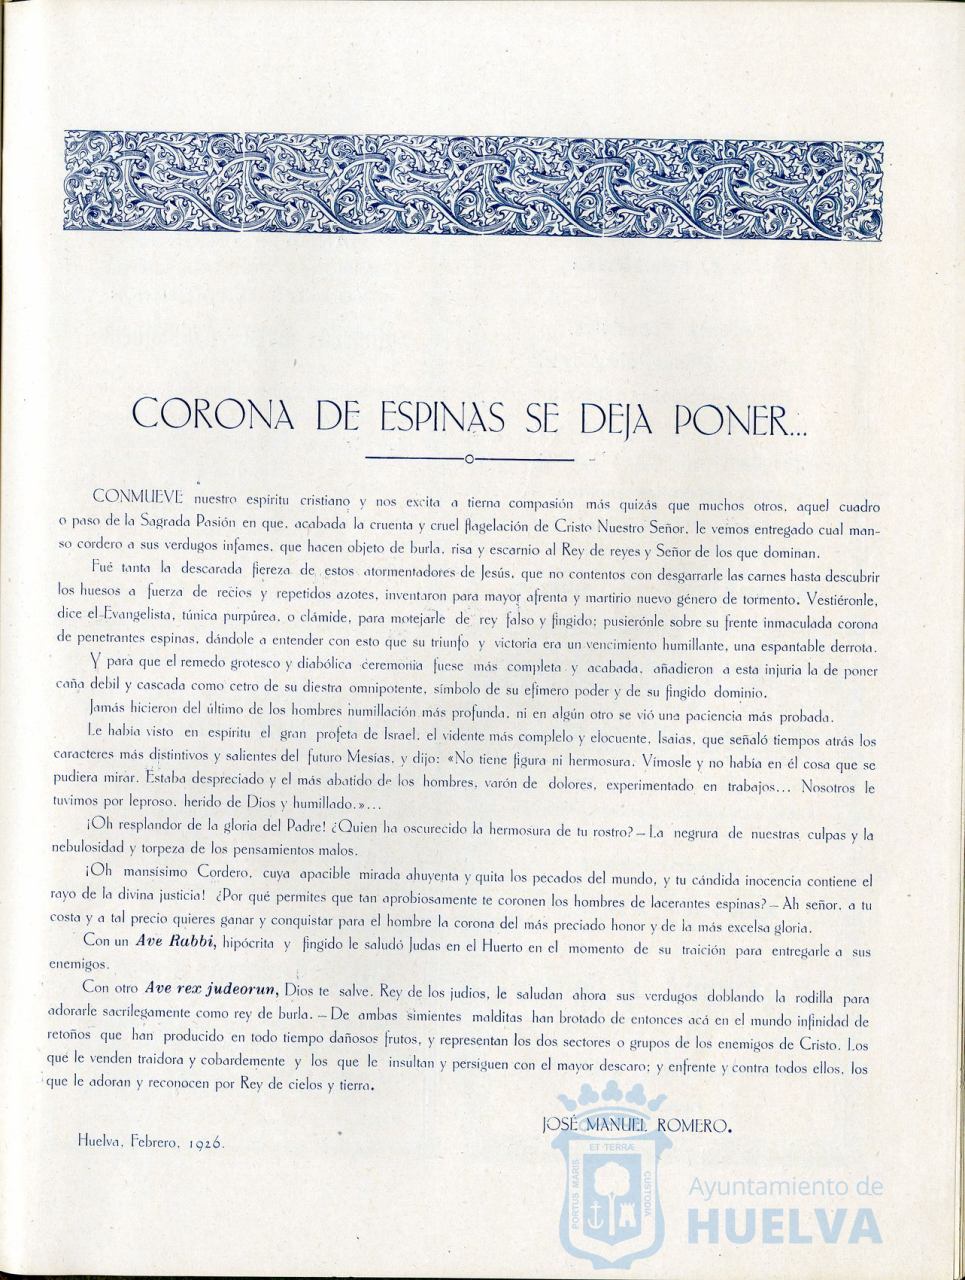 CORONA DE ESPINAS SE DEJA PONER...
CONMUEVE nuestro espíritu cristiano y nos excita a tierna compasión más quizás que muchos otros, aquel cuadro
o paso de la Sagrada Pasión en que, acabada la cruenta y cruel flagelación de Cristo Nuestro Señor, le vemos entregado cual man-
so cordero a sus verdugos infames, que hacen objeto de burla, risa y escarnio al Rey de reyes y Señor de los que dominan.
Fué tanta la descarada fiereza de estos atormentadores de Jesús, que no contentos con desgarrarle las carnes hasta descubrir
los huesos a fuerza de recios y repetidos azotes, inventaron para mayor afrenta y martirio nuevo género de tormento. Vestiéronle,
dice el Evangelista, túnica purpúrea, o clámide, para motejarle de rey falso y fingido; pusierónle sobre su frente inmaculada corona
de penetrantes espinas, dándole a entender con esto que su triunfo y victoria era un vencimiento humillante, una espantable derrota.
Y para que el remedo grotesco y diabólica ceremonia fuese más completa y acabada, añadieron a esta injuria la de poner
caña debil y cascada como cetro de su diestra omnipotente, símbolo de su efimero poder y de su fingido dominio.
Jamás hicieron del último de los hombres humillación más profunda, ni en algún otro se vió una paciencia más probada.
Le había visto en espíritu el gran profeta de Israel, el vidente más complelo y elocuente, Isaias, que señaló tiempos atrás los
caracteres más distintivos y salientes del futuro Mesías, y dijo: «No tiene figura ni hermosura. Vímosle y no había en él cosa que se
pudiera mirar. Estaba despreciado y el más abatido de los hombres, varón de dolores, experimentado en trabajos... Nosotros le
tuvimos por leproso, herido de Dios y humillado.»...
¡Oh resplandor de la gloria del Padre! ¿Quien ha oscurecido la hermosura de tu rostro?—La negrura de nuestras culpas y la
nebulosidad y torpeza de los pensamientos malos.
¡Oh mansísimo Cordero, cuya apacible mirada ahuyenta y quita los pecados del mundo, y tu cándida inocencia contiene el
rayo de la divina justicia! ¿Por qué permites que tan aprobiosamente te coronen los hombres de lacerantes espinas?—Ah señor, a tu
costa y a tal precio quieres ganar y conquistar para el hombre la corona del más preciado honor y de la más excelsa gloria.
Con un Ave Rabbi, hipócrita y fingido le saludó Judas en el Huerto en el momento de su traición para entregarle a sus
enemigos.
Con otro Ave rex judeorun, Dios te salve, Rey de los judios, le saludan ahora sus verdugos doblando la rodilla para
adorarle sacrílegamente como rey de burla.—De ambas simientes malditas han brotado de entonces acá en el mundo infinidad de
retoños que han producido en todo tiempo dañosos frutos, y representan los dos sectores o grupos de los enemigos de Cristo. Los
que le venden traidora y cobardemente y los que le insultan y persiguen con el mayor descaro; y enfrente y contra todos ellos, los
que le adoran y reconocen por Rey de cielos y tierra.
JOSÉ MANUEL ROMERO.
Huelva, Febrero, 1926.
ET TERRÆ
PORTUS MARIS
CUSTODIA
Ayuntamiento de
HUELVA